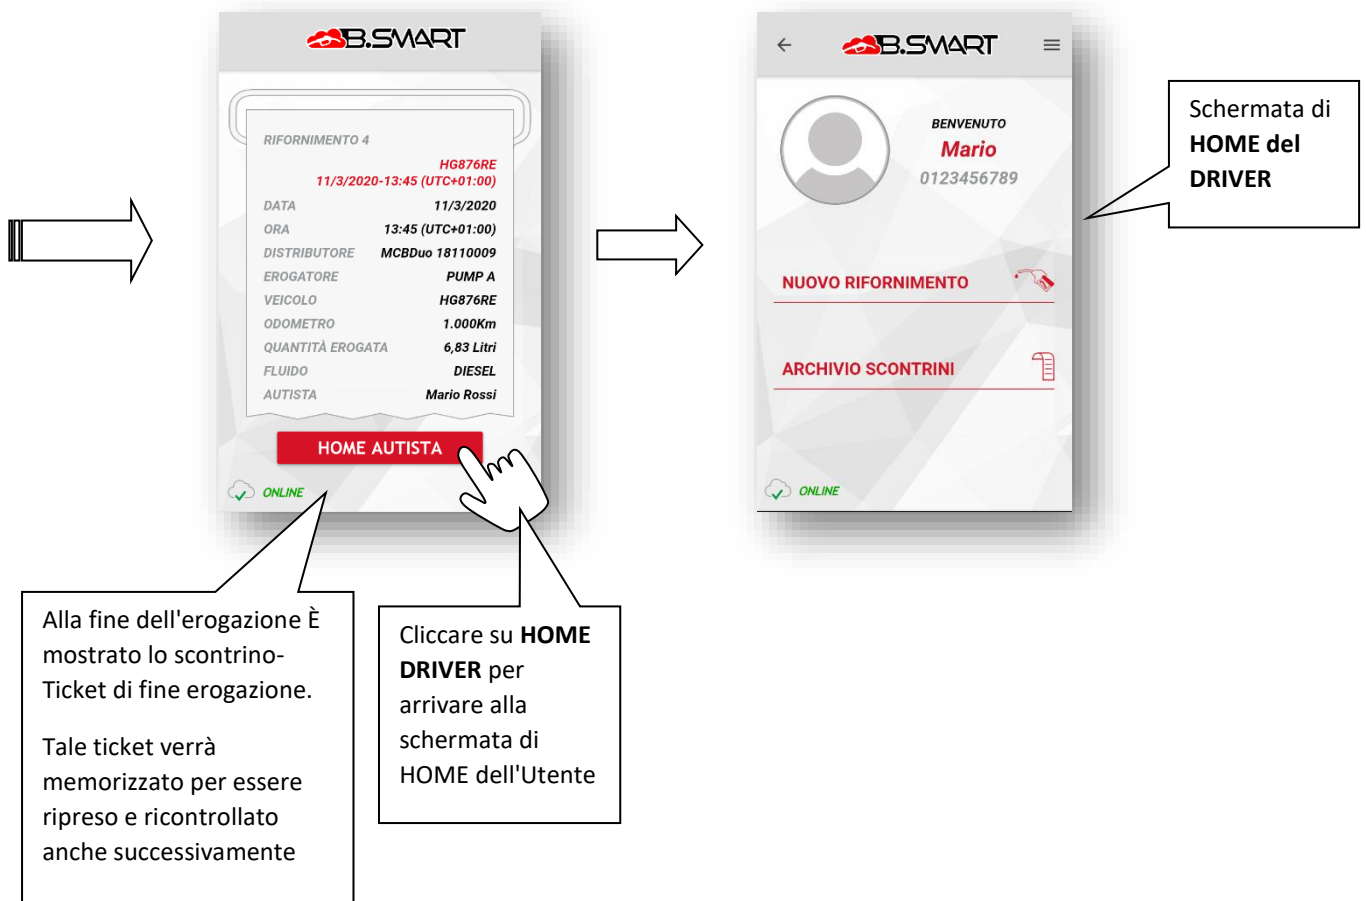 B.SMART
RIFORNIMENTO 4
HG876RE
11/3/2020-13:45 (UTC+01:00)
DATA 11/3/2020
ORA 13:45 (UTC+01:00)
DISTRIBUTORE MCBDuo 18110009
EROGATORE PUMP A
VEICOLO HG876RE
ODOMETRO 1.000Km
QUANTITÀ EROGATA 6,83 Litri
FLUIDO DIESEL
AUTISTA Mario Rossi
HOME AUTISTA
ONLINE
Alla fine dell'erogazione È
mostrato lo scontrino-
Ticket di fine erogazione.
Tale ticket verrà
memorizzato per essere
ripreso e ricontrollato
anche successivamente
Cliccare su HOME
DRIVER per
arrivare alla
schermata di
HOME dell'Utente
B.SMART
BENVENUTO
Mario
0123456789
NUOVO RIFORNIMENTO
ARCHIVIO SCONTRINI
ONLINE
Schermata di
HOME del
DRIVER